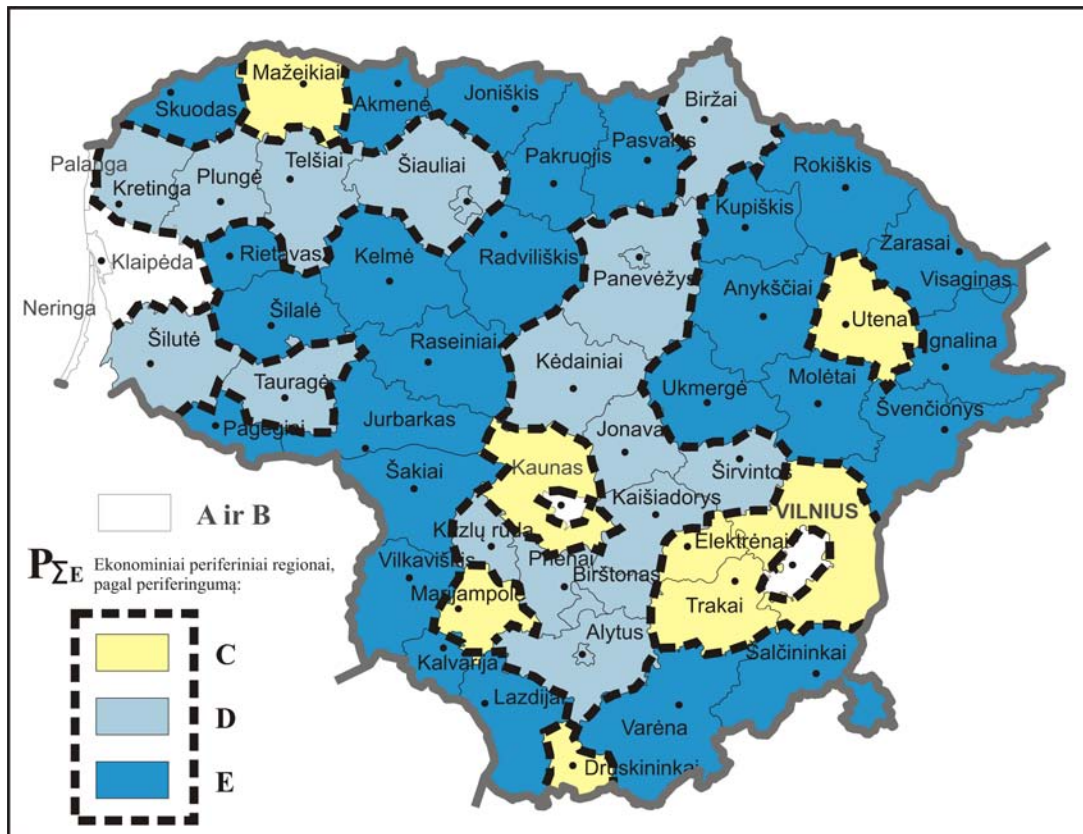 Mažeikiai
Skuodas
Akmenė
Joniškis
Biržai
Pasvalys
Pakruojis
Rokiškis
Palanga
Telšiai
Šiauliai
Plungė
Kretinga
Kupiškis
Zarasai
Klaipėda
Rietavas
Kelmė
Radviliškis
Panevėžys
Anykščiai
Visaginas
Neringa
Šilalė
Utena
Ignalina
Šilutė
Raseiniai
Kėdainiai
Molėtai
Tauragė
Ukmergė
Švenčionys
Pagėgiai
Jurbarkas
Jonava
Šakiai
Kaunas
Širvintos
Kaišiadorys
VILNIUS
Kazlų rūda
Elektrėnai
Vilkaviškis
Prienai
Birštonas
Marijampolė
Trakai
Alytus
Kalvarija
Šalčininkai
Lazdijai
Varėna
Druskininkai
A ir B
PΣE Ekonominiai periferiniai regionai,
pagal periferingumą:
C
D
E